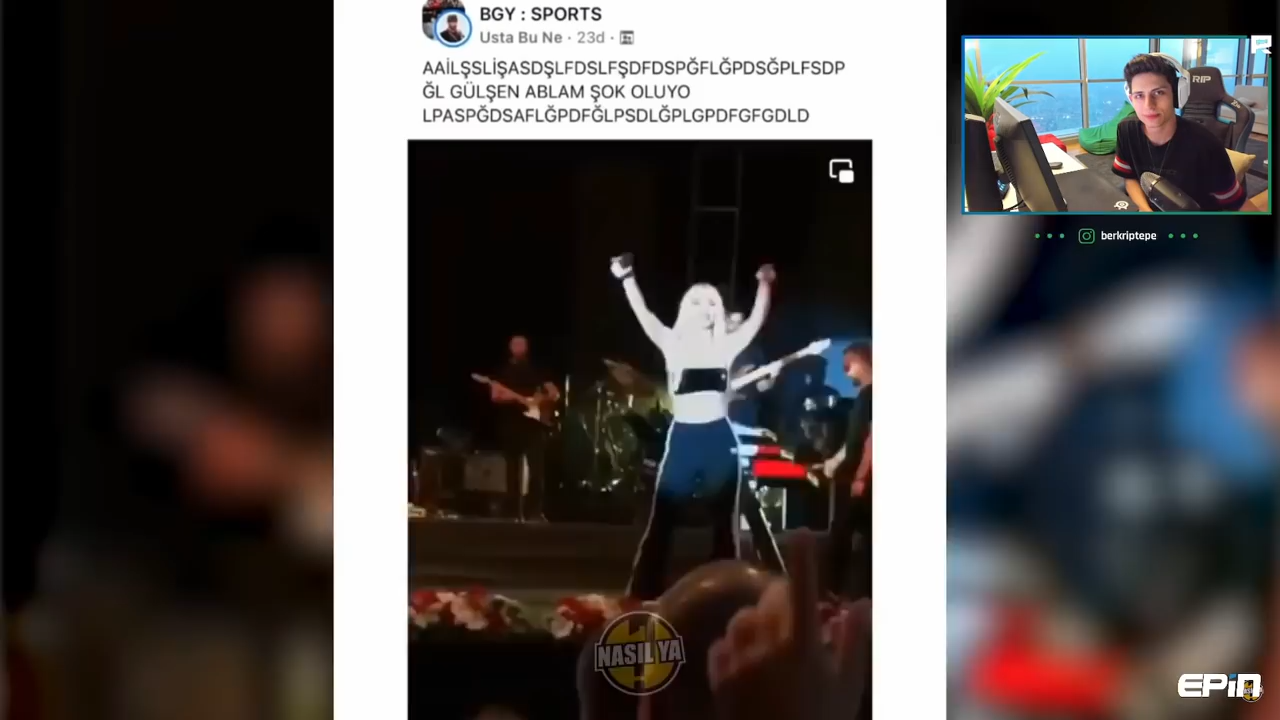 BGY : SPORTS
Usta Bu Ne · 23d ·
AAİLŞSLİŞASDŞLFDSLFŞDFDSPĞFLĞPDSĞPLFSDP
ĞL GÜLŞEN ABLAM ŞOK OLUYO
LPASPĞDSAFLĞPDFĞLPSDLĞPLGPDFGFGDLD
RIP
berkriptepe
NASIL YA
EPiN